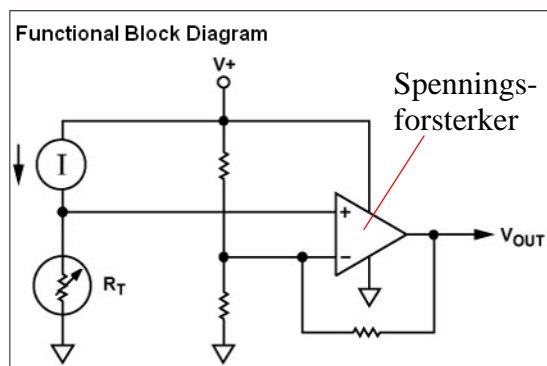 Functional Block Diagram
V+
Spennings-
forsterker
I
+
R_T
−
V_OUT